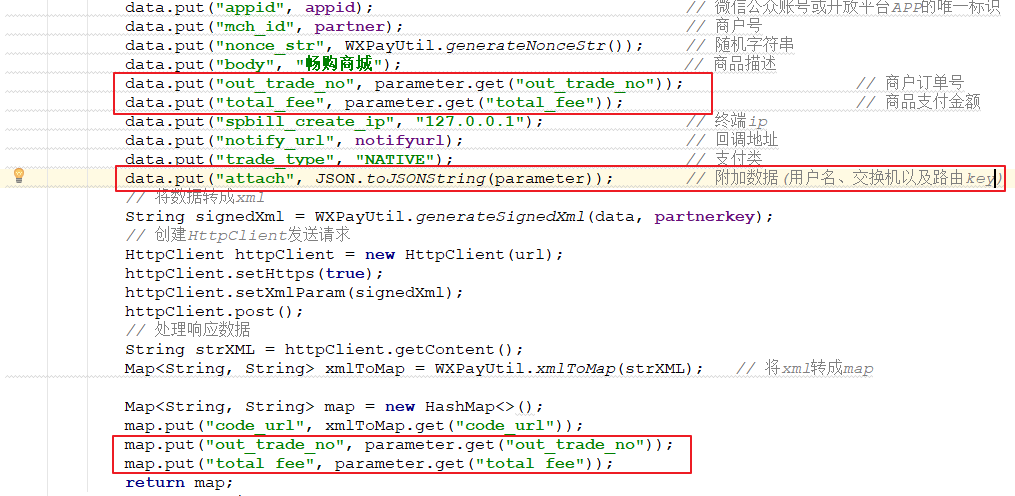 data.put("appid", appid); // 微信公众账号或开放平台APP的唯一标识
data.put("mch_id", partner); // 商户号
data.put("nonce_str", WXPayUtil.generateNonceStr()); // 随机字符串
data.put("body", "畅购商城"); // 商品描述
data.put("out_trade_no", parameter.get("out_trade_no")); // 商户订单号
data.put("total_fee", parameter.get("total_fee")); // 商品支付金额
data.put("spbill_create_ip", "127.0.0.1"); // 终端ip
data.put("notify_url", notifyurl); // 回调地址
data.put("trade_type", "NATIVE"); // 支付类
data.put("attach", JSON.toJSONString(parameter)); // 附加数据(用户名、交换机以及路由key)
// 将数据转成xml
String signedXml = WXPayUtil.generateSignedXml(data, partnerkey);
// 创建HttpClient发送请求
HttpClient httpClient = new HttpClient(url);
httpClient.setHttps(true);
httpClient.setXmlParam(signedXml);
httpClient.post();
// 处理响应数据
String strXML = httpClient.getContent();
Map<String, String> xmlToMap = WXPayUtil.xmlToMap(strXML); // 将xml转成map
Map<String, String> map = new HashMap<>();
map.put("code_url", xmlToMap.get("code_url"));
map.put("out_trade_no", parameter.get("out_trade_no"));
map.put("total_fee", parameter.get("total_fee"));
return map;